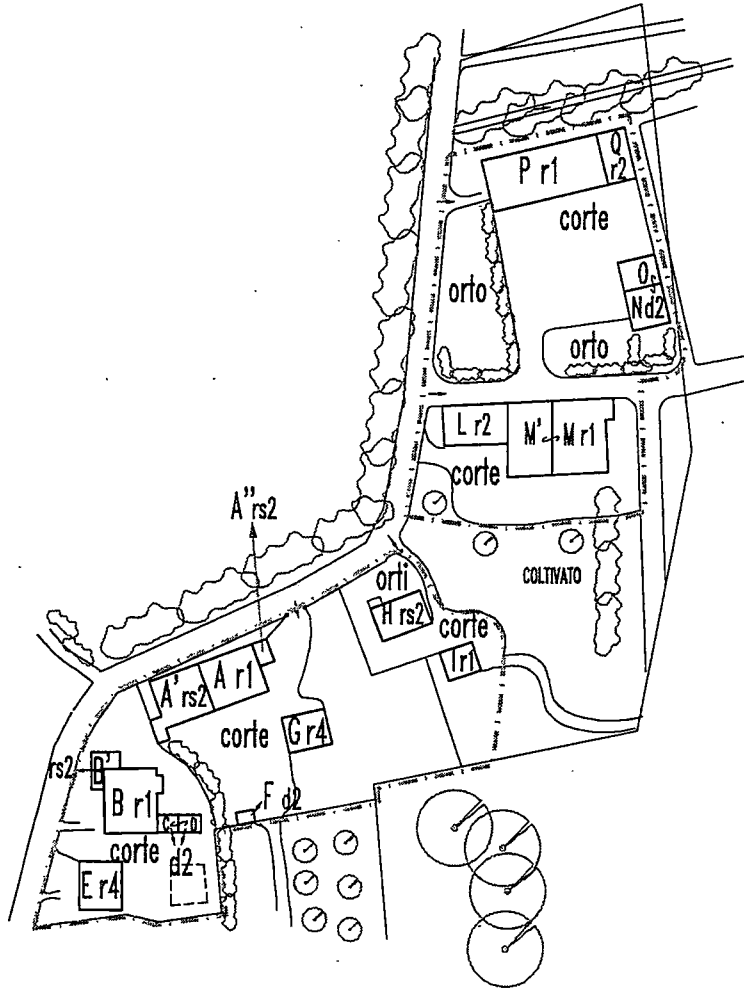 Q
P r1
r2
corte
orto
O
Nd2
orto
L r2
M'
M r1
corte
A''rs2
COLTIVATO
orti
H rs2
corte
I r1
A' rs2
A r1
corte
G r4
rs2
B'
B r1
F d2
C
D
corte
d2
E r4